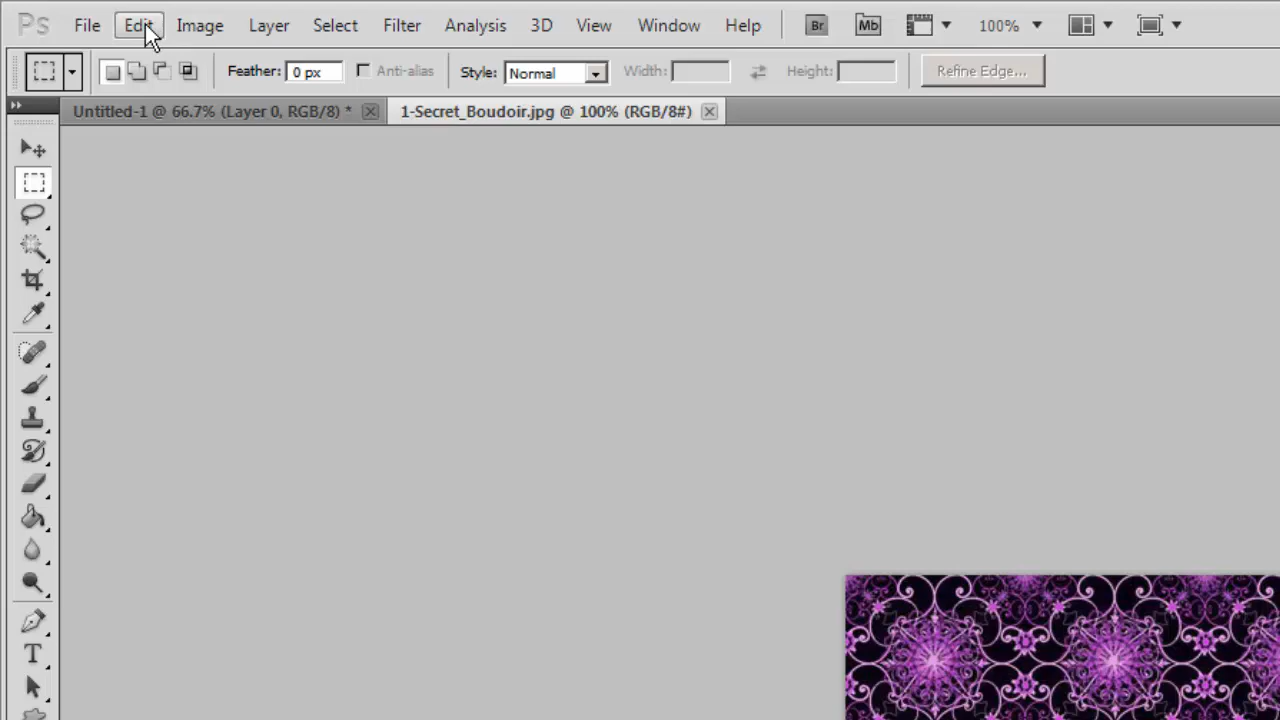 Ps File Edit Image Layer Select Filter Analysis 3D View Window Help Br Mb 100%
Feather: 0 px Anti-alias Style: Normal Width: Height: Refine Edge...
Untitled-1 @ 66.7% (Layer 0, RGB/8) * 1-Secret_Boudoir.jpg @ 100% (RGB/8#)
T